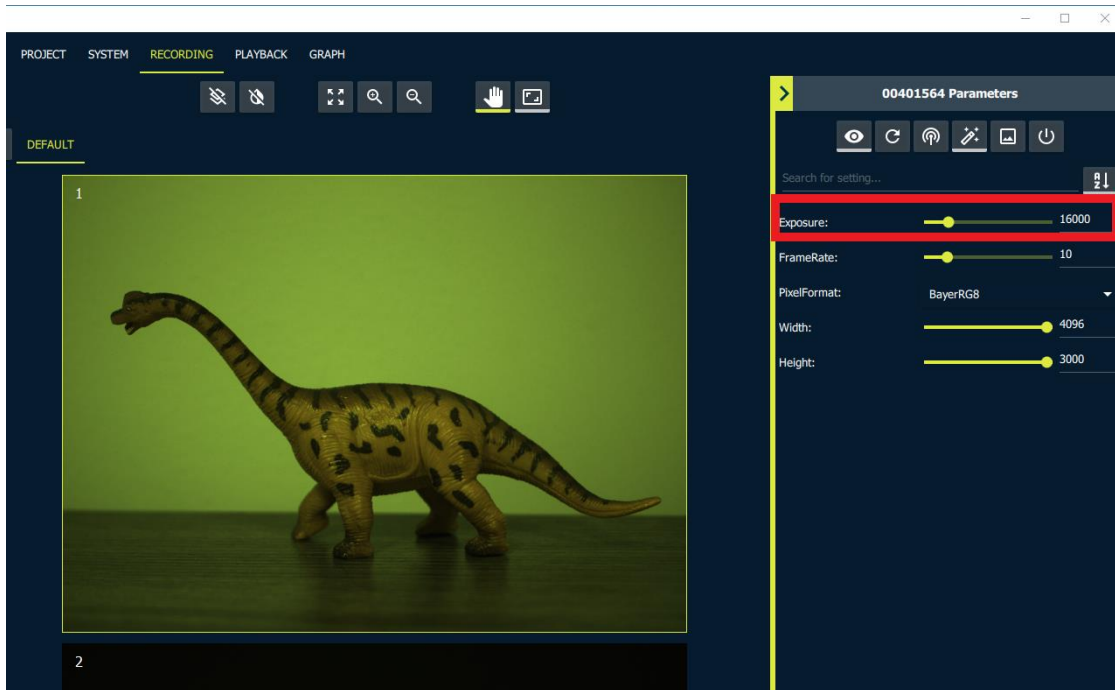 PROJECT SYSTEM RECORDING PLAYBACK GRAPH
00401564 Parameters
DEFAULT
Search for setting...
1
Exposure: 16000
FrameRate: 10
PixelFormat: BayerRG8
Width: 4096
Height: 3000
2